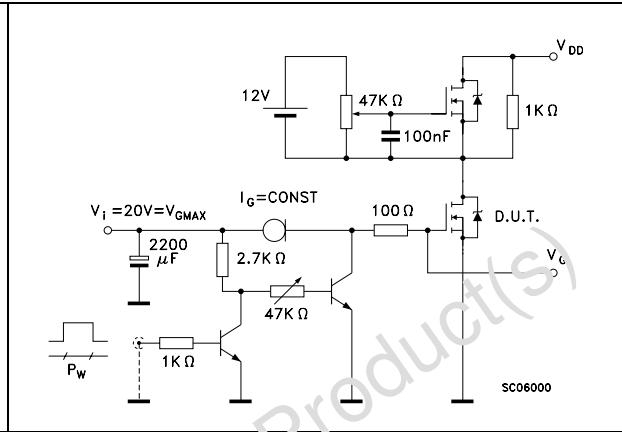 V DD
12V
47K Ω
1K Ω
100nF
I G =CONST
V i =20V=V GMAX
100 Ω
D.U.T.
2200
μF
2.7K Ω
V G
47K Ω
1K Ω
P W
SC06000
Product(s)